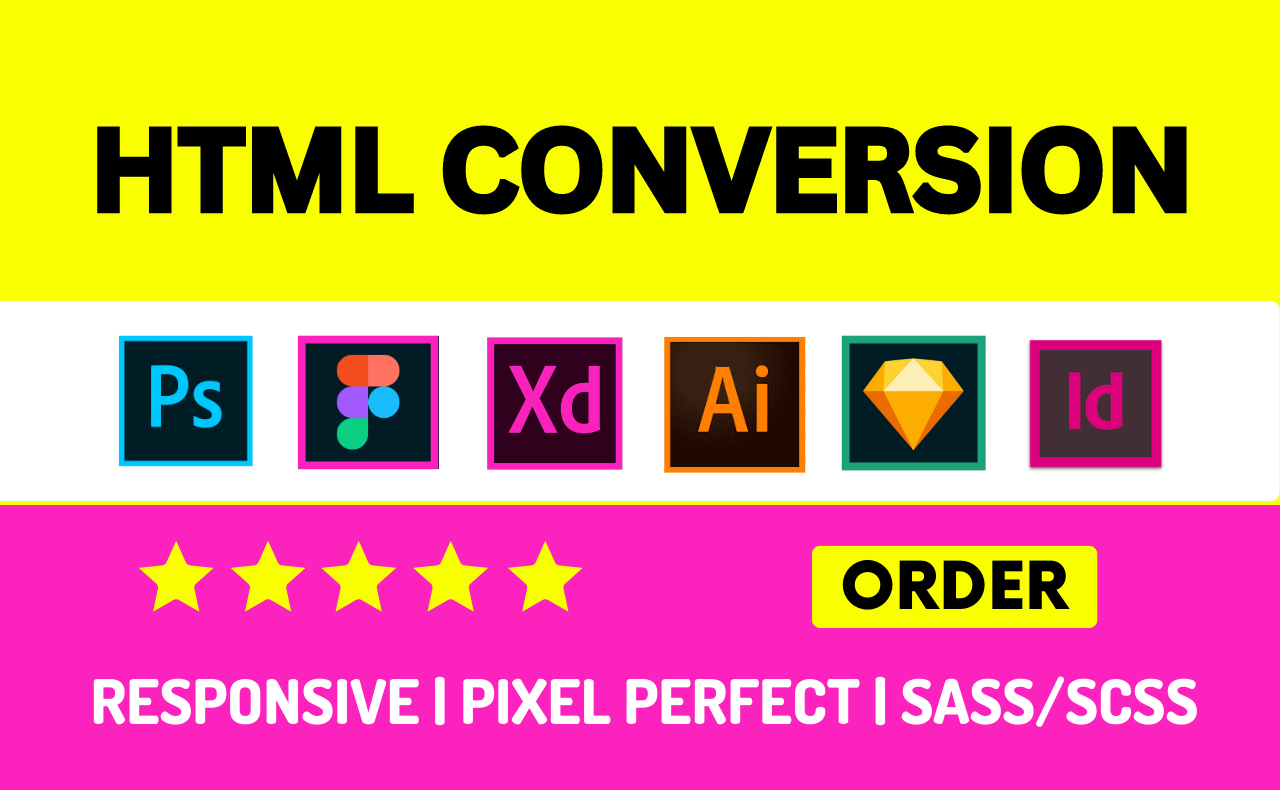 HTML CONVERSION
Ps Xd Ai Id
ORDER
RESPONSIVE | PIXEL PERFECT | SASS/SCSS